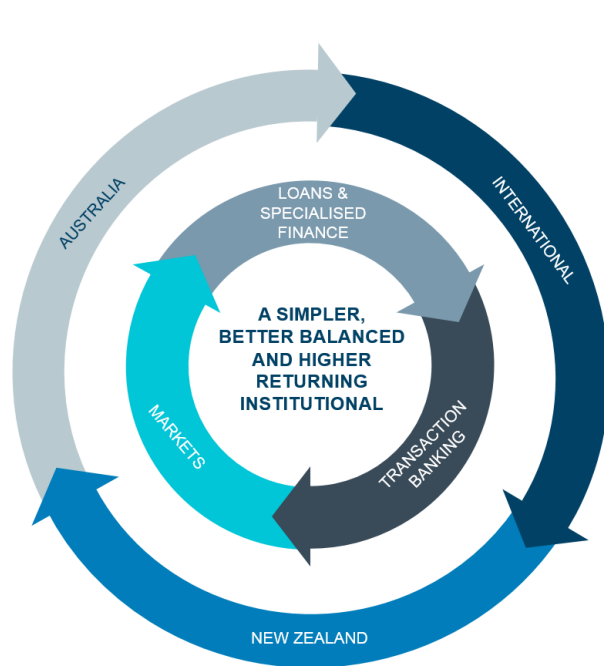 AUSTRALIA
INTERNATIONAL
LOANS &
SPECIALISED
FINANCE
A SIMPLER,
BETTER BALANCED
AND HIGHER
RETURNING
INSTITUTIONAL
MARKETS
TRANSACTION
BANKING
NEW ZEALAND